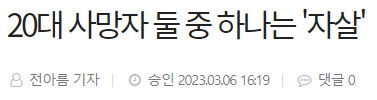 20대 사망자 둘 중 하나는 '자살'
전아름 기자 승인 2023.03.06 16:19 댓글 0